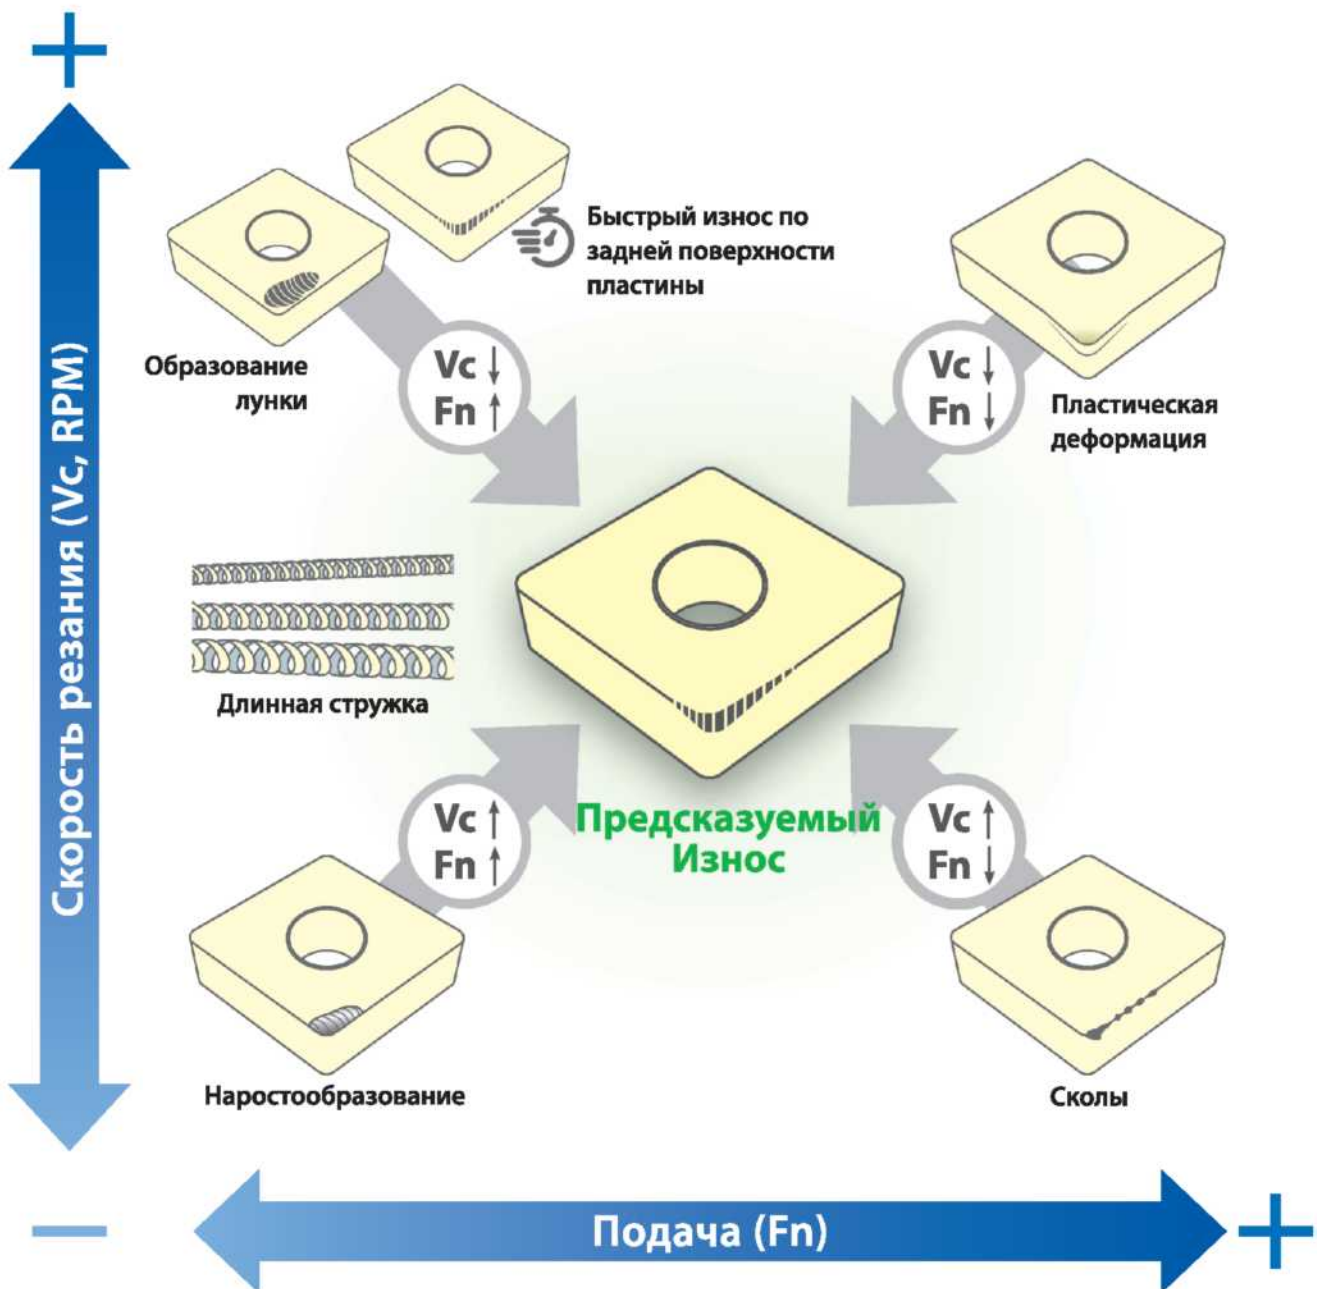 +
Быстрый износ по
задней поверхности
пластины
Образование
лунки
Vc ↓
Fn ↑
Vc ↓
Fn ↓
Пластическая
деформация
Скорость резания (Vc, RPM)
Длинная стружка
Предсказуемый
Износ
Vc ↑
Fn ↑
Vc ↑
Fn ↓
Наростообразование
Сколы
—
Подача (Fn)
+